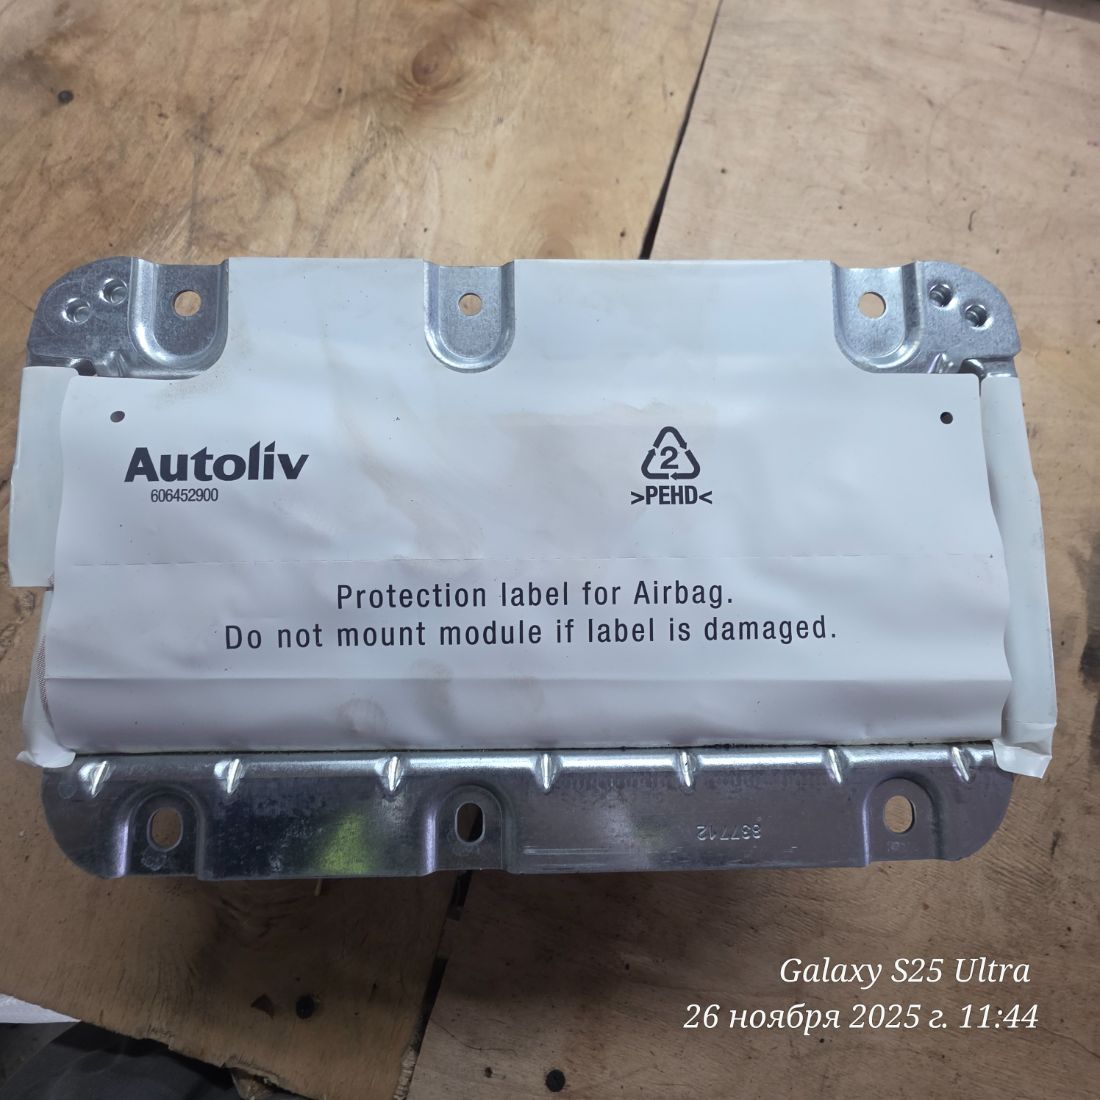 Autoliv
606452900
2
>PEHD<
Protection label for Airbag.
Do not mount module if label is damaged.
837712
Galaxy S25 Ultra
26 ноября 2025 г. 11:44